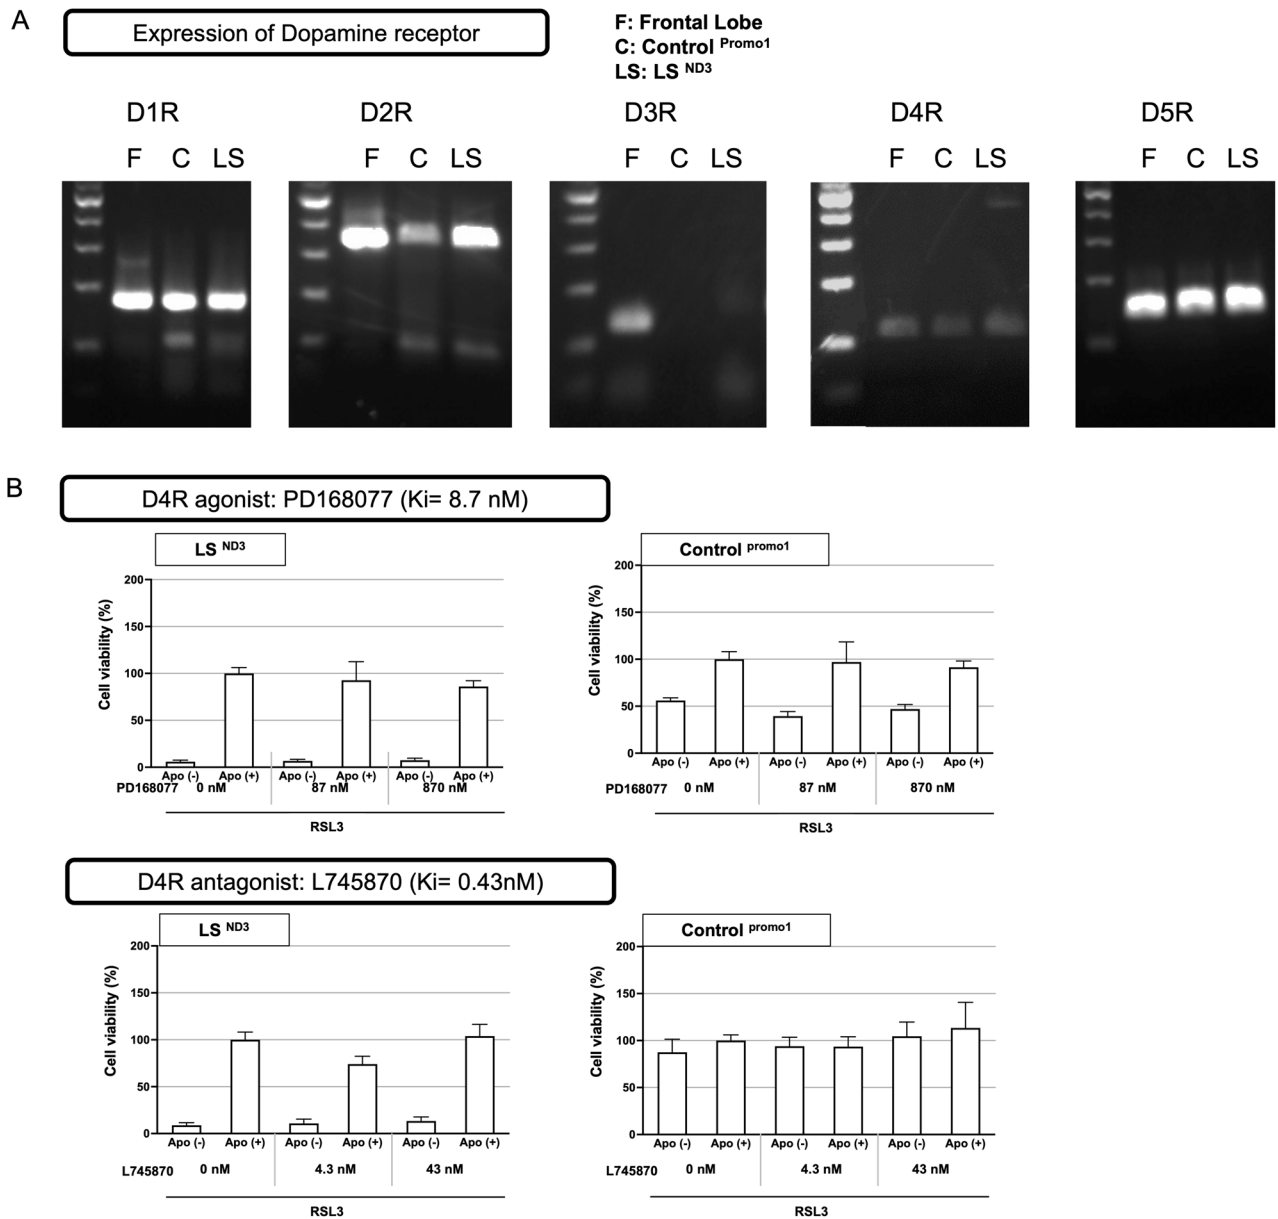 A
Expression of Dopamine receptor
F: Frontal Lobe
C: Control Promo1
LS: LS ND3
D1R D2R D3R D4R D5R
F C LS F C LS F C LS F C LS F C LS
B
D4R agonist: PD168077 (Ki= 8.7 nM)
LS ND3
Cell viability (%)
200
150
100
50
0
Apo (-) Apo (+) Apo (-) Apo (+) Apo (-) Apo (+)
PD168077 0 nM 87 nM 870 nM
RSL3
Control promo1
Cell viability (%)
200
150
100
50
0
Apo (-) Apo (+) Apo (-) Apo (+) Apo (-) Apo (+)
PD168077 0 nM 87 nM 870 nM
RSL3
D4R antagonist: L745870 (Ki= 0.43nM)
LS ND3
Cell viability (%)
200
150
100
50
0
Apo (-) Apo (+) Apo (-) Apo (+) Apo (-) Apo (+)
L745870 0 nM 4.3 nM 43 nM
RSL3
Control promo1
Cell viability (%)
200
150
100
50
0
Apo (-) Apo (+) Apo (-) Apo (+) Apo (-) Apo (+)
L745870 0 nM 4.3 nM 43 nM
RSL3